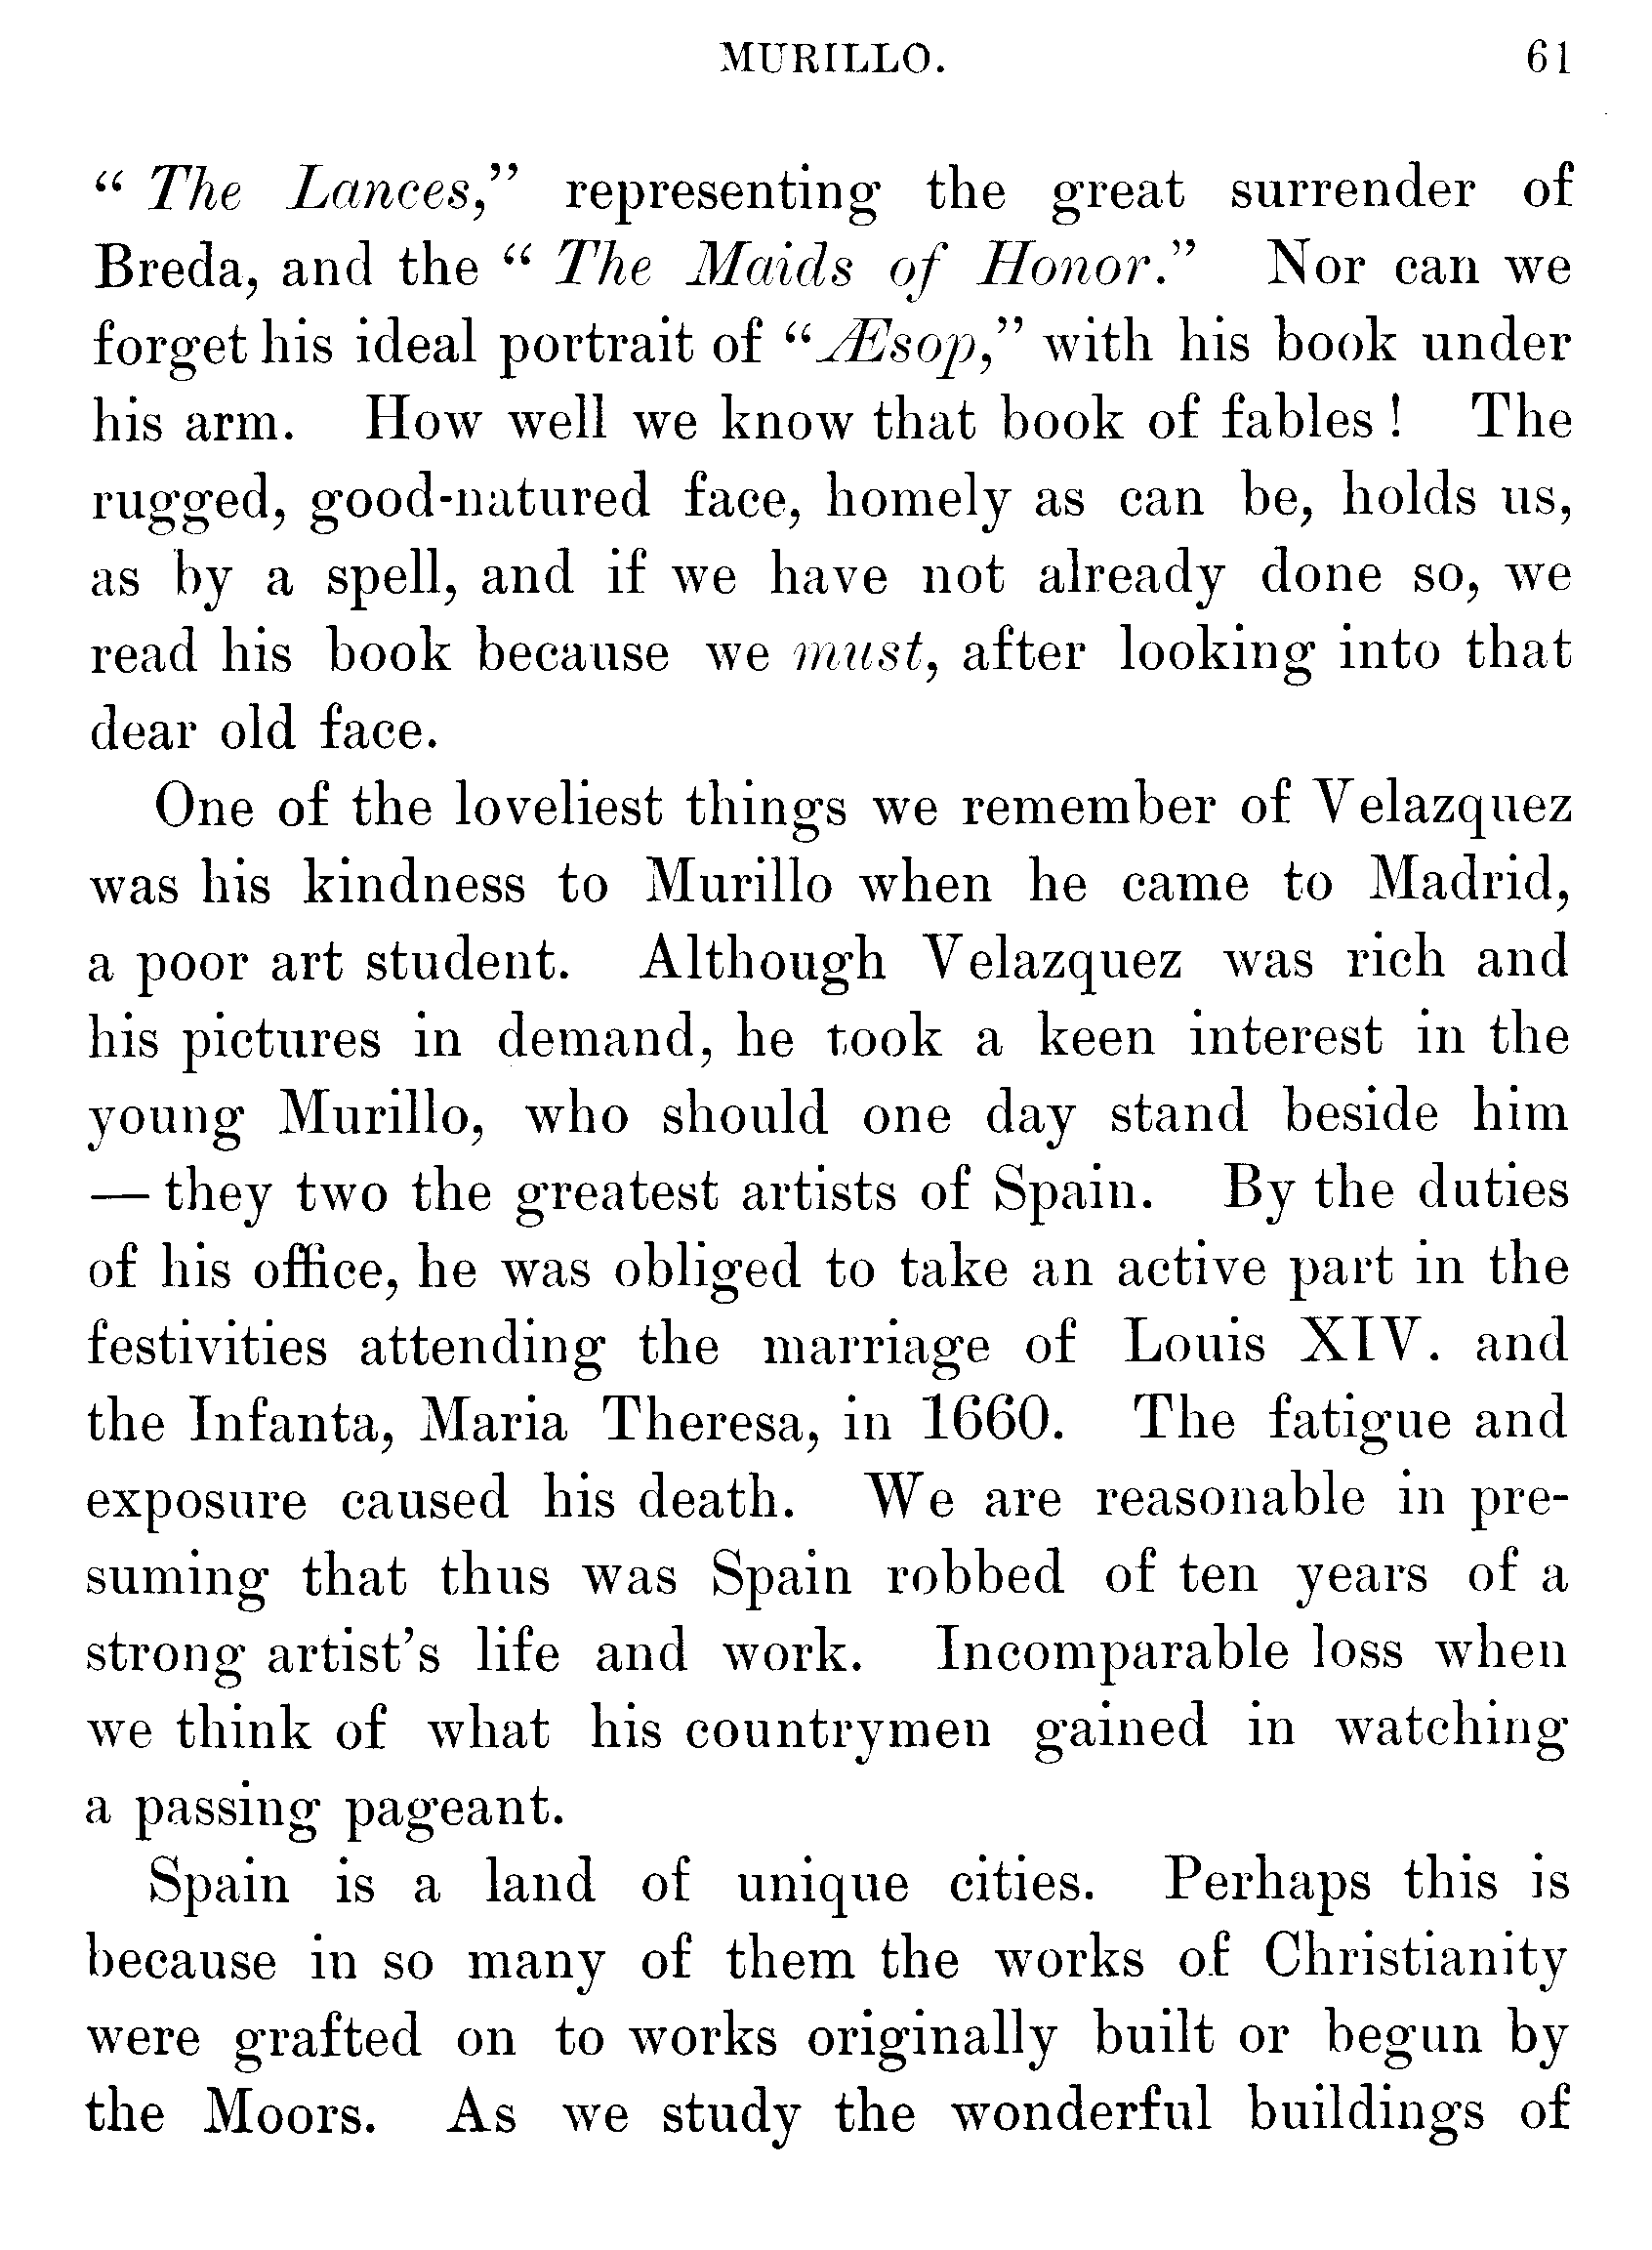 MURILLO. 61
“ The Lances,” representing the great surrender of
Breda, and the “ The Maids of Honor.” Nor can we
forget his ideal portrait of “Æsop,” with his book under
his arm. How well we know that book of fables ! The
rugged, good-natured face, homely as can be, holds us,
as by a spell, and if we have not already done so, we
read his book because we must, after looking into that
dear old face.
One of the loveliest things we remember of Velazquez
was his kindness to Murillo when he came to Madrid,
a poor art student. Although Velazquez was rich and
his pictures in demand, he took a keen interest in the
young Murillo, who should one day stand beside him
— they two the greatest artists of Spain. By the duties
of his office, he was obliged to take an active part in the
festivities attending the marriage of Louis XIV. and
the Infanta, Maria Theresa, in 1660. The fatigue and
exposure caused his death. We are reasonable in pre-
suming that thus was Spain robbed of ten years of a
strong artist’s life and work. Incomparable loss when
we think of what his countrymen gained in watching
a passing pageant.
Spain is a land of unique cities. Perhaps this is
because in so many of them the works of Christianity
were grafted on to works originally built or begun by
the Moors. As we study the wonderful buildings of